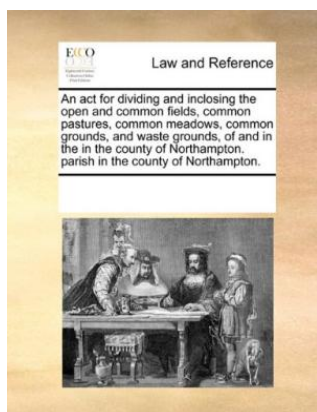 ECCO
Law and Reference
An act for dividing and inclosing the
open and common fields, common
pastures, common meadows, common
grounds, and waste grounds, of and in
the in the county of Northampton.
parish in the county of Northampton.